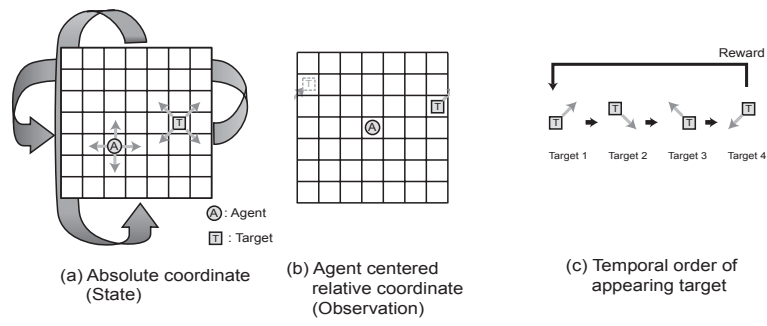 T
A
A : Agent
T : Target
(a) Absolute coordinate
(State)
T
T
A
(b) Agent centered
relative coordinate
(Observation)
Reward
T
T
T
T
Target 1
Target 2
Target 3
Target 4
(c) Temporal order of
appearing target